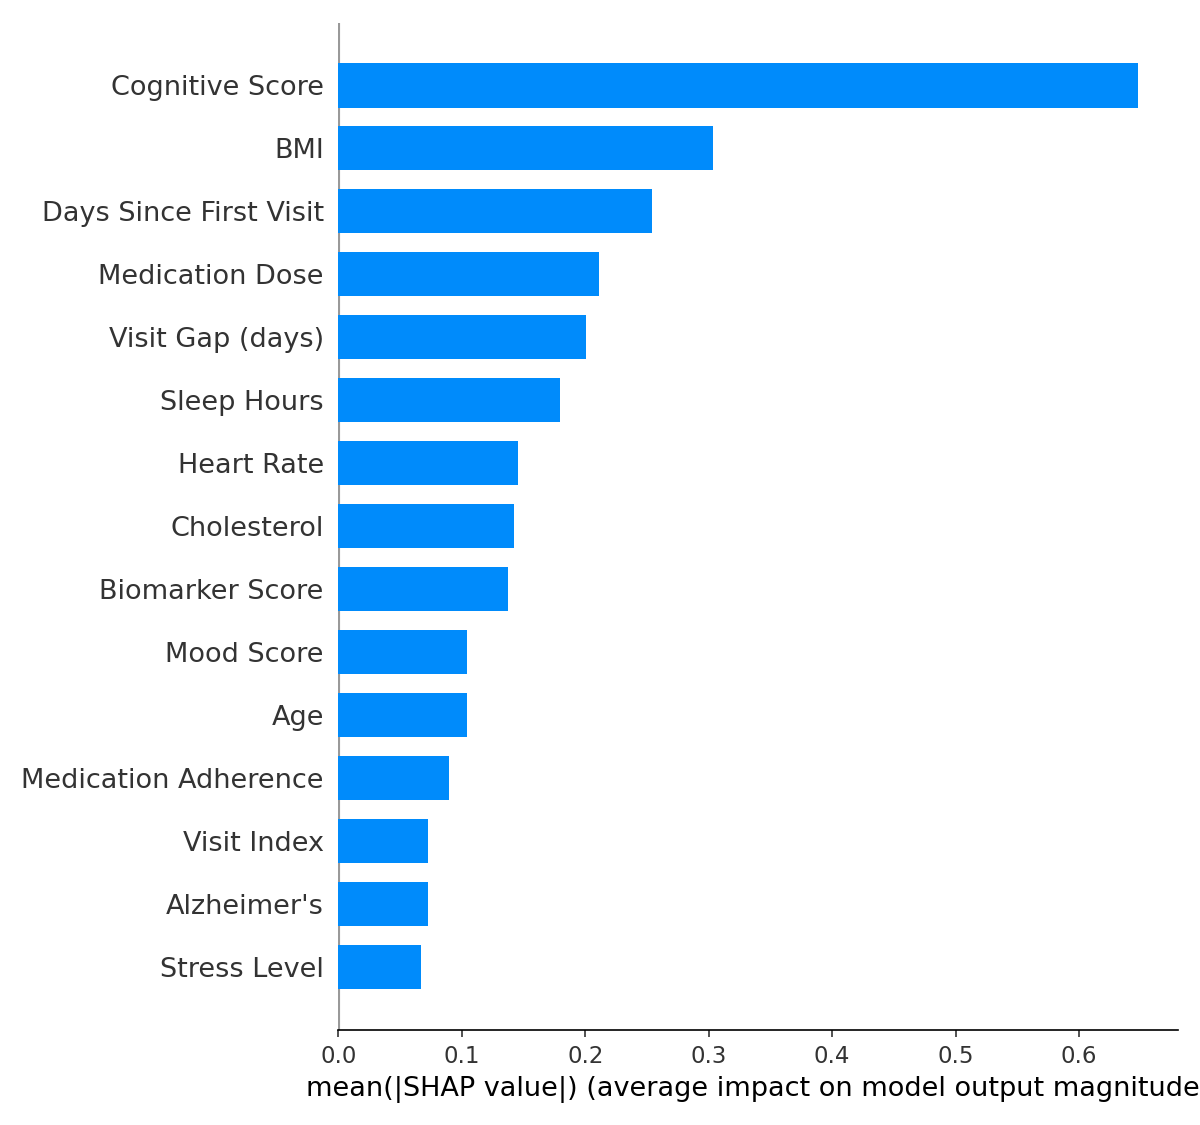 Cognitive Score
BMI
Days Since First Visit
Medication Dose
Visit Gap (days)
Sleep Hours
Heart Rate
Cholesterol
Biomarker Score
Mood Score
Age
Medication Adherence
Visit Index
Alzheimer's
Stress Level
0.0 0.1 0.2 0.3 0.4 0.5 0.6
mean(|SHAP value|) (average impact on model output magnitude